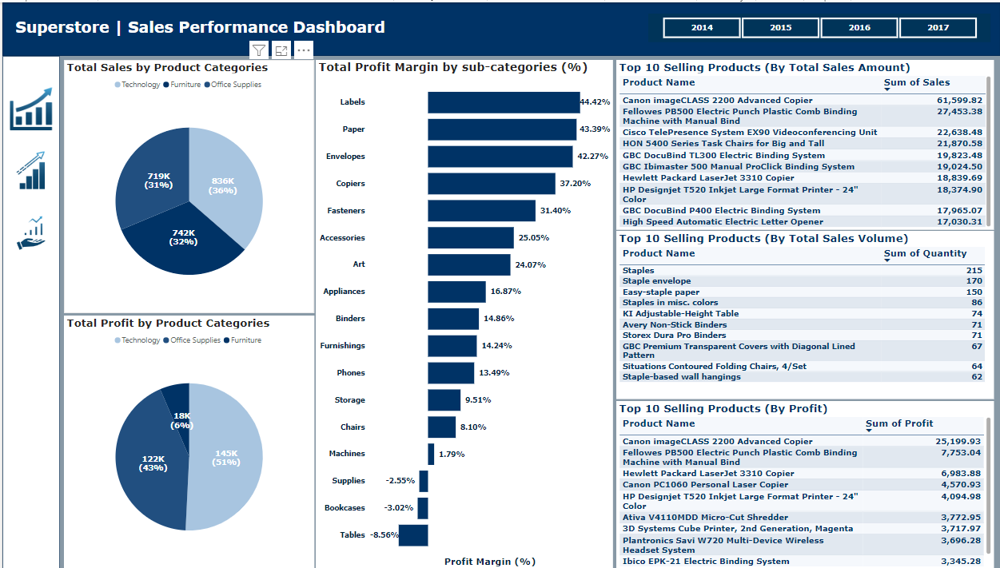 Superstore | Sales Performance Dashboard
2014
2015
2016
2017
Total Sales by Product Categories
Technology Furniture Office Supplies
719K
(31%)
836K
(36%)
742K
(32%)
Total Profit by Product Categories
Technology Office Supplies Furniture
18K
(6%)
122K
(43%)
145K
(51%)
Total Profit Margin by sub-categories (%)
Labels 44.42%
Paper 43.39%
Envelopes 42.27%
Copiers 37.20%
Fasteners 31.40%
Accessories 25.05%
Art 24.07%
Appliances 16.87%
Binders 14.86%
Furnishings 14.24%
Phones 13.49%
Storage 9.51%
Chairs 8.10%
Machines 1.79%
Supplies -2.55%
Bookcases -3.02%
Tables -8.56%
Profit Margin (%)
Top 10 Selling Products (By Total Sales Amount)
Product Name Sum of Sales
Canon imageCLASS 2200 Advanced Copier 61,599.82
Fellowes PB500 Electric Punch Plastic Comb Binding 27,453.38
Machine with Manual Bind
Cisco TelePresence System EX90 Videoconferencing Unit 22,638.48
HON 5400 Series Task Chairs for Big and Tall 21,870.58
GBC DocuBind TL300 Electric Binding System 19,823.48
GBC Ibimaster 500 Manual ProClick Binding System 19,024.50
Hewlett Packard LaserJet 3310 Copier 18,839.69
HP Designjet T520 Inkjet Large Format Printer - 24" 18,374.90
Color
GBC DocuBind P400 Electric Binding System 17,965.07
High Speed Automatic Electric Letter Opener 17,030.31
Top 10 Selling Products (By Total Sales Volume)
Product Name Sum of Quantity
Staples 215
Staple envelope 170
Easy-staple paper 150
Staples in misc. colors 86
KI Adjustable-Height Table 74
Avery Non-Stick Binders 71
Storex Dura Pro Binders 71
GBC Premium Transparent Covers with Diagonal Lined 67
Pattern
Situations Contoured Folding Chairs, 4/Set 64
Staple-based wall hangings 62
Top 10 Selling Products (By Profit)
Product Name Sum of Profit
Canon imageCLASS 2200 Advanced Copier 25,199.93
Fellowes PB500 Electric Punch Plastic Comb Binding 7,753.04
Machine with Manual Bind
Hewlett Packard LaserJet 3310 Copier 6,983.88
Canon PC1060 Personal Laser Copier 4,570.93
HP Designjet T520 Inkjet Large Format Printer - 24" 4,094.98
Color
Ativa V4110MDD Micro-Cut Shredder 3,772.95
3D Systems Cube Printer, 2nd Generation, Magenta 3,717.97
Plantronics Savi W720 Multi-Device Wireless 3,696.28
Headset System
Ibico EPK-21 Electric Binding System 3,345.28